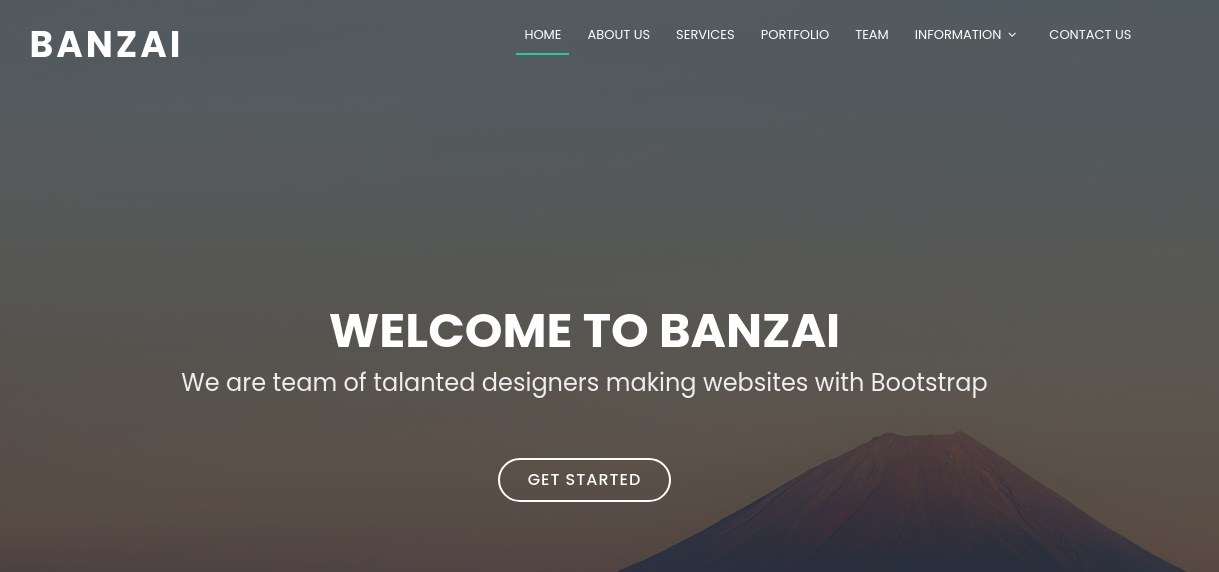 BANZAI
HOME ABOUT US SERVICES PORTFOLIO TEAM INFORMATION CONTACT US
WELCOME TO BANZAI
We are team of talanted designers making websites with Bootstrap
GET STARTED